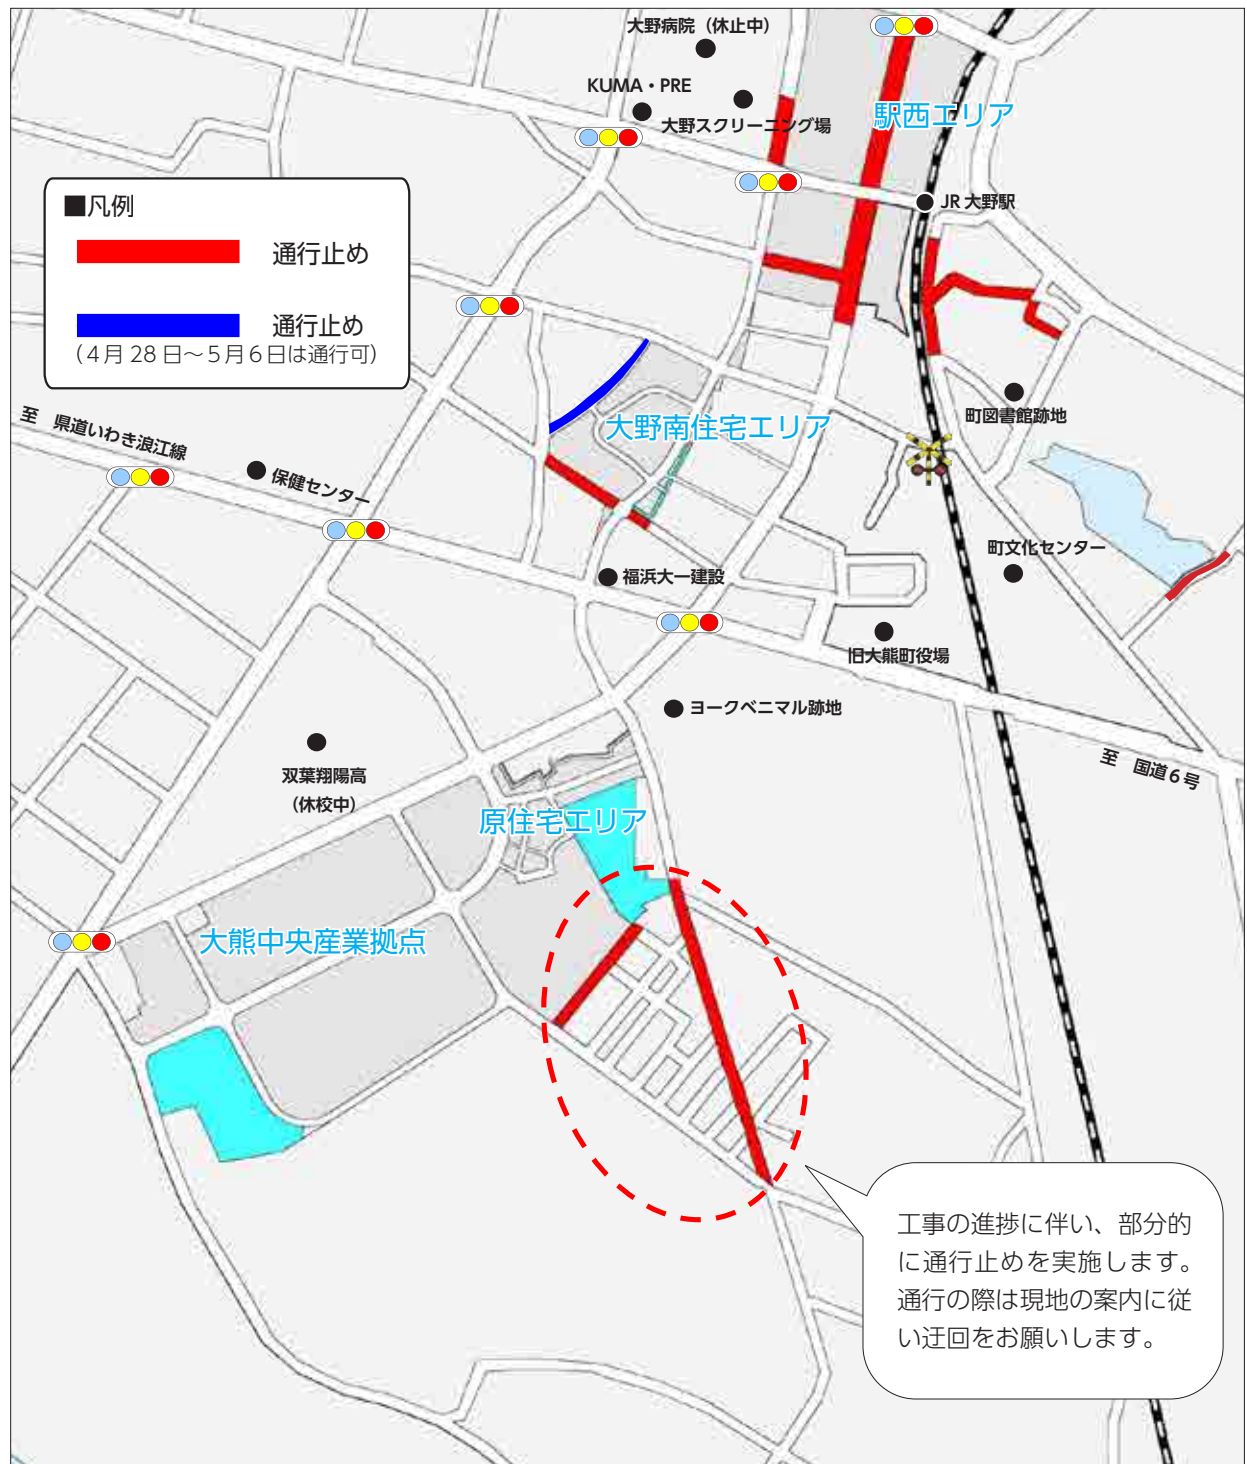 大野病院（休止中）
KUMA・PRE
大野スクリーニング場
駅西エリア
JR 大野駅
■凡例
通行止め
通行止め
（４月 28 日～５月６日は通行可）
町図書館跡地
大野南住宅エリア
至　県道いわき浪江線
保健センター
町文化センター
福浜大一建設
旧大熊町役場
ヨークベニマル跡地
至　国道６号
双葉翔陽高
（休校中）
原住宅エリア
大熊中央産業拠点
工事の進捗に伴い、部分的
に通行止めを実施します。
通行の際は現地の案内に従
い迂回をお願いします。